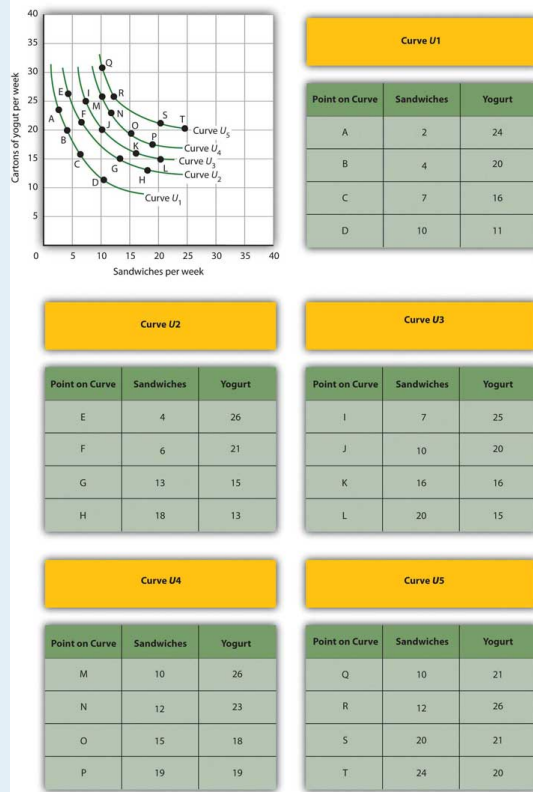 Cartons of yogut per week
40
35
30
25
20
15
10
5
0 5 10 15 20 25 30 35 40
Sandwiches per week
A
B
C
D
E
F
G
H
I
J
K
L
M
N
O
P
Q
R
S
T
Curve U5
Curve U4
Curve U3
Curve U2
Curve U1
Curve U1
Point on Curve Sandwiches Yogurt
A 2 24
B 4 20
C 7 16
D 10 11
Curve U2
Point on Curve Sandwiches Yogurt
E 4 26
F 6 21
G 13 15
H 18 13
Curve U3
Point on Curve Sandwiches Yogurt
I 7 25
J 10 20
K 16 16
L 20 15
Curve U4
Point on Curve Sandwiches Yogurt
M 10 26
N 12 23
O 15 18
P 19 19
Curve U5
Point on Curve Sandwiches Yogurt
Q 10 21
R 12 26
S 20 21
T 24 20